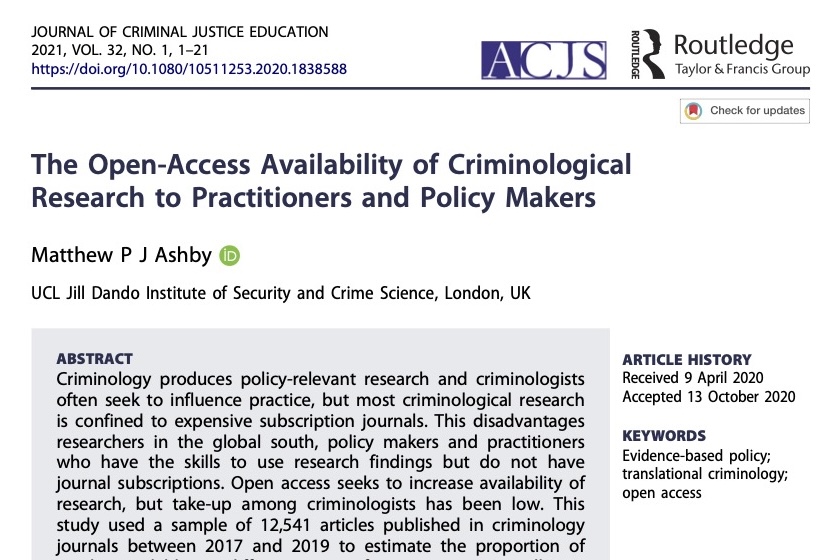 JOURNAL OF CRIMINAL JUSTICE EDUCATION
2021, VOL. 32, NO. 1, 1–21
https://doi.org/10.1080/10511253.2020.1838588
ACJS
ROUTLEDGE
Routledge
Taylor & Francis Group
Check for updates
The Open-Access Availability of Criminological
Research to Practitioners and Policy Makers
Matthew P J Ashby iD
UCL Jill Dando Institute of Security and Crime Science, London, UK
ABSTRACT
Criminology produces policy-relevant research and criminologists
often seek to influence practice, but most criminological research
is confined to expensive subscription journals. This disadvantages
researchers in the global south, policy makers and practitioners
who have the skills to use research findings but do not have
journal subscriptions. Open access seeks to increase availability of
research, but take-up among criminologists has been low. This
study used a sample of 12,541 articles published in criminology
journals between 2017 and 2019 to estimate the proportion of
ARTICLE HISTORY
Received 9 April 2020
Accepted 13 October 2020
KEYWORDS
Evidence-based policy;
translational criminology;
open access